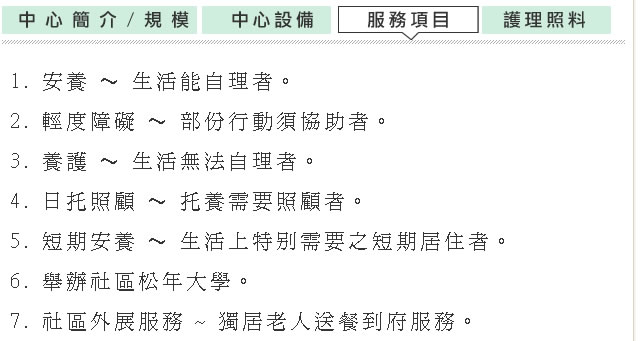 中心簡介/規模 中心設備 服務項目 護理照料
1. 安養 ～ 生活能自理者。
2. 輕度障礙 ～ 部份行動須協助者。
3. 養護 ～ 生活無法自理者。
4. 日托照顧 ～ 托養需要照顧者。
5. 短期安養 ～ 生活上特別需要之短期居住者。
6. 舉辦社區松年大學。
7. 社區外展服務 ~ 獨居老人送餐到府服務。